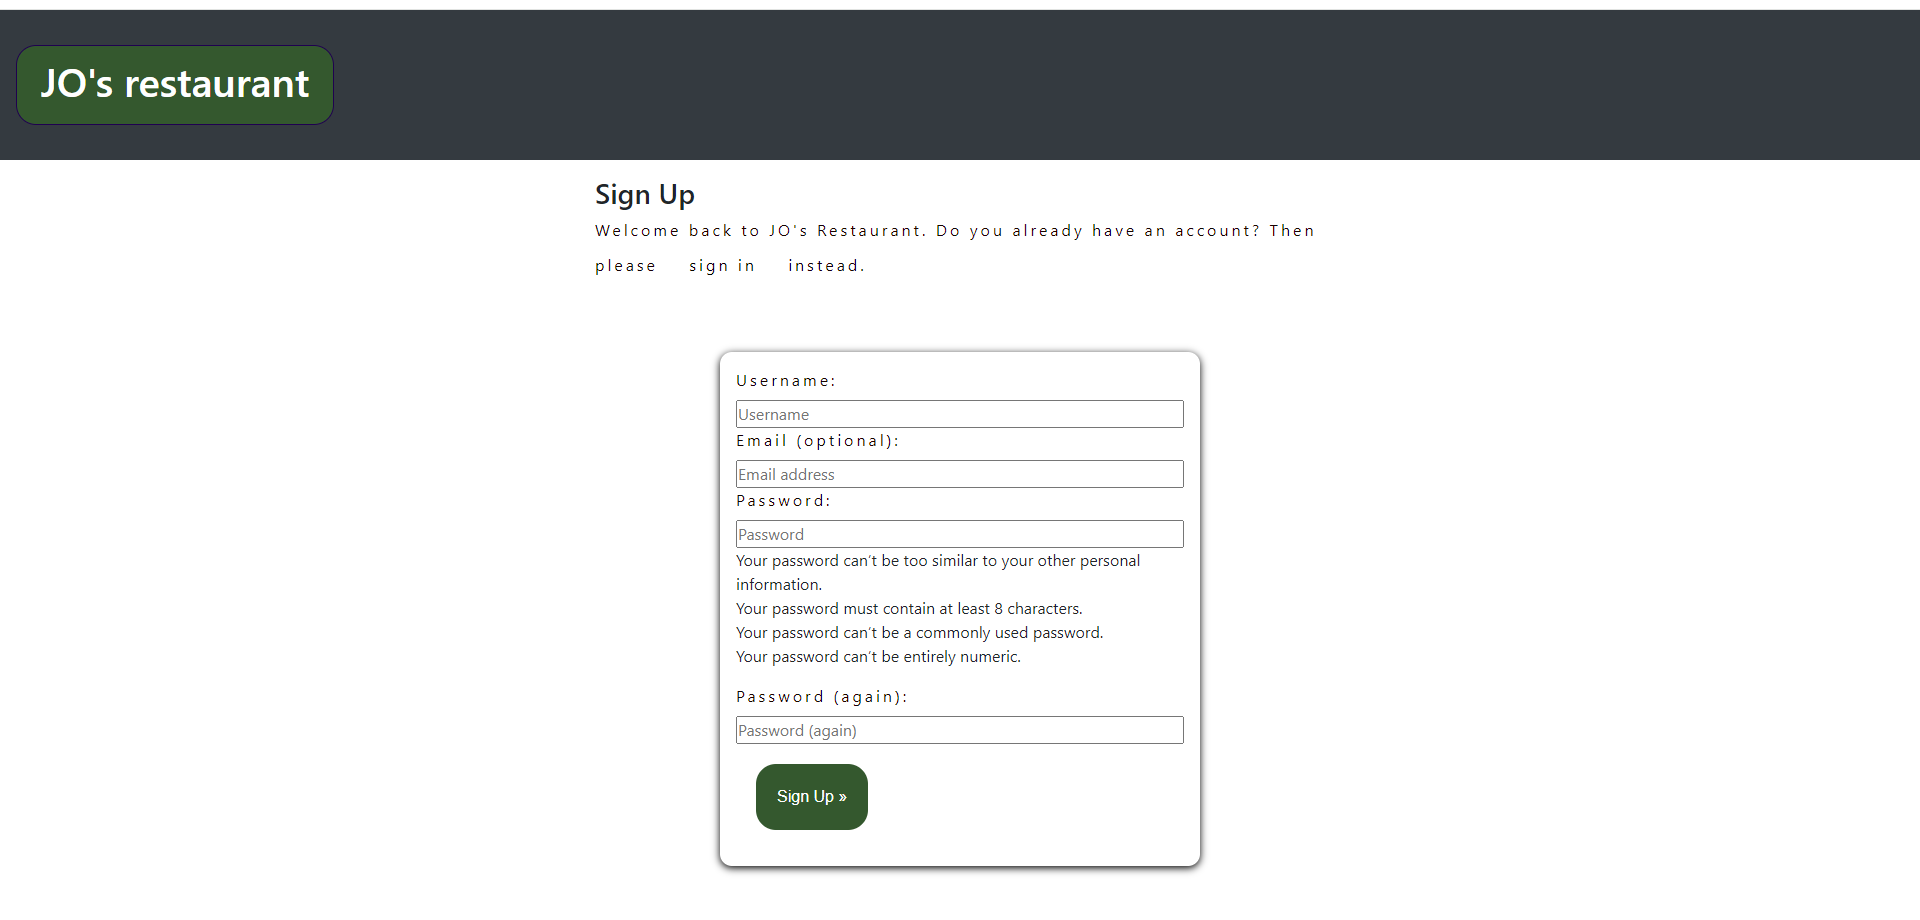 JO's restaurant
Sign Up
Welcome back to JO's Restaurant. Do you already have an account? Then
please sign in instead.
Username:
Username
Email (optional):
Email address
Password:
Password
Your password can't be too similar to your other personal
information.
Your password must contain at least 8 characters.
Your password can't be a commonly used password.
Your password can't be entirely numeric.
Password (again):
Password (again)
Sign Up »